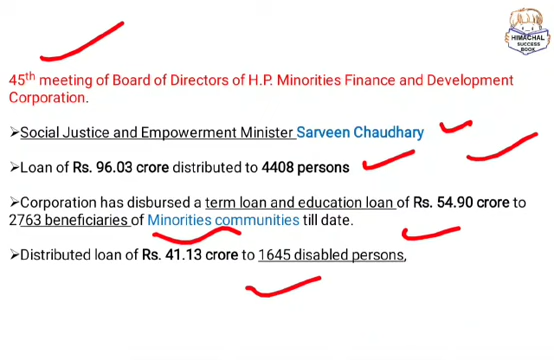 HIMACHAL
SUCCESS
BOOK
45th meeting of Board of Directors of H.P. Minorities Finance and Development
Corporation.
➢Social Justice and Empowerment Minister Sarveen Chaudhary
➢Loan of Rs. 96.03 crore distributed to 4408 persons
➢Corporation has disbursed a term loan and education loan of Rs. 54.90 crore to
2763 beneficiaries of Minorities communities till date.
➢Distributed loan of Rs. 41.13 crore to 1645 disabled persons,